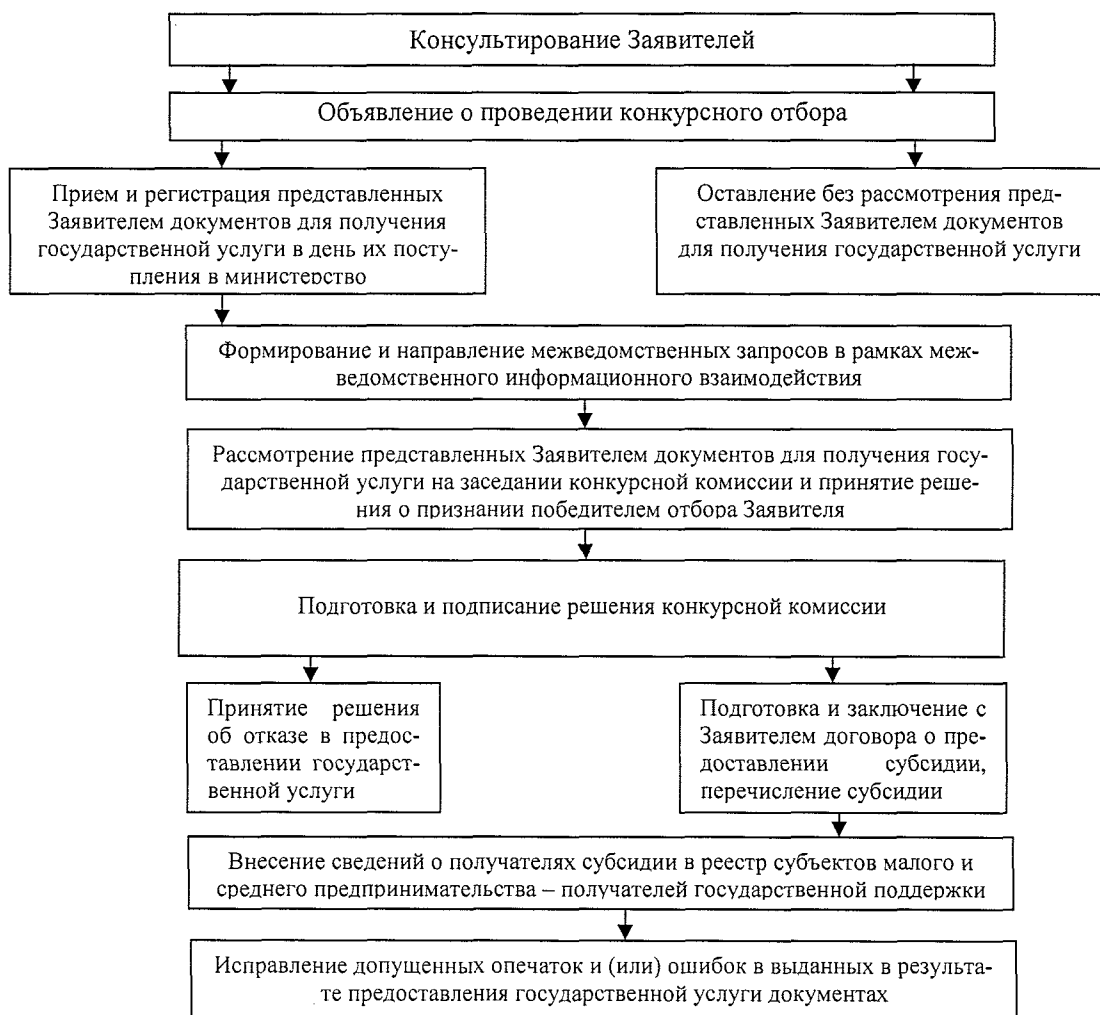 Консультирование Заявителей
Объявление о проведении конкурсного отбора
Прием и регистрация представленных
Заявителем документов для получения
государственной услуги в день их посту-
пления в министерство
Оставление без рассмотрения пред-
ставленных Заявителем документов
для получения государственной услуги
Формирование и направление межведомственных запросов в рамках меж-
ведомственного информационного взаимодействия
Рассмотрение представленных Заявителем документов для получения госу-
дарственной услуги на заседании конкурсной комиссии и принятие реше-
ния о признании победителем отбора Заявителя
Подготовка и подписание решения конкурсной комиссии
Принятие решения
об отказе в предос-
тавлении государст-
венной услуги
Подготовка и заключение с
Заявителем договора о пре-
доставлении субсидии,
перечисление субсидии
Внесение сведений о получателях субсидии в реестр субъектов малого и
среднего предпринимательства – получателей государственной поддержки
Исправление допущенных опечаток и (или) ошибок в выданных в результа-
те предоставления государственной услуги документах